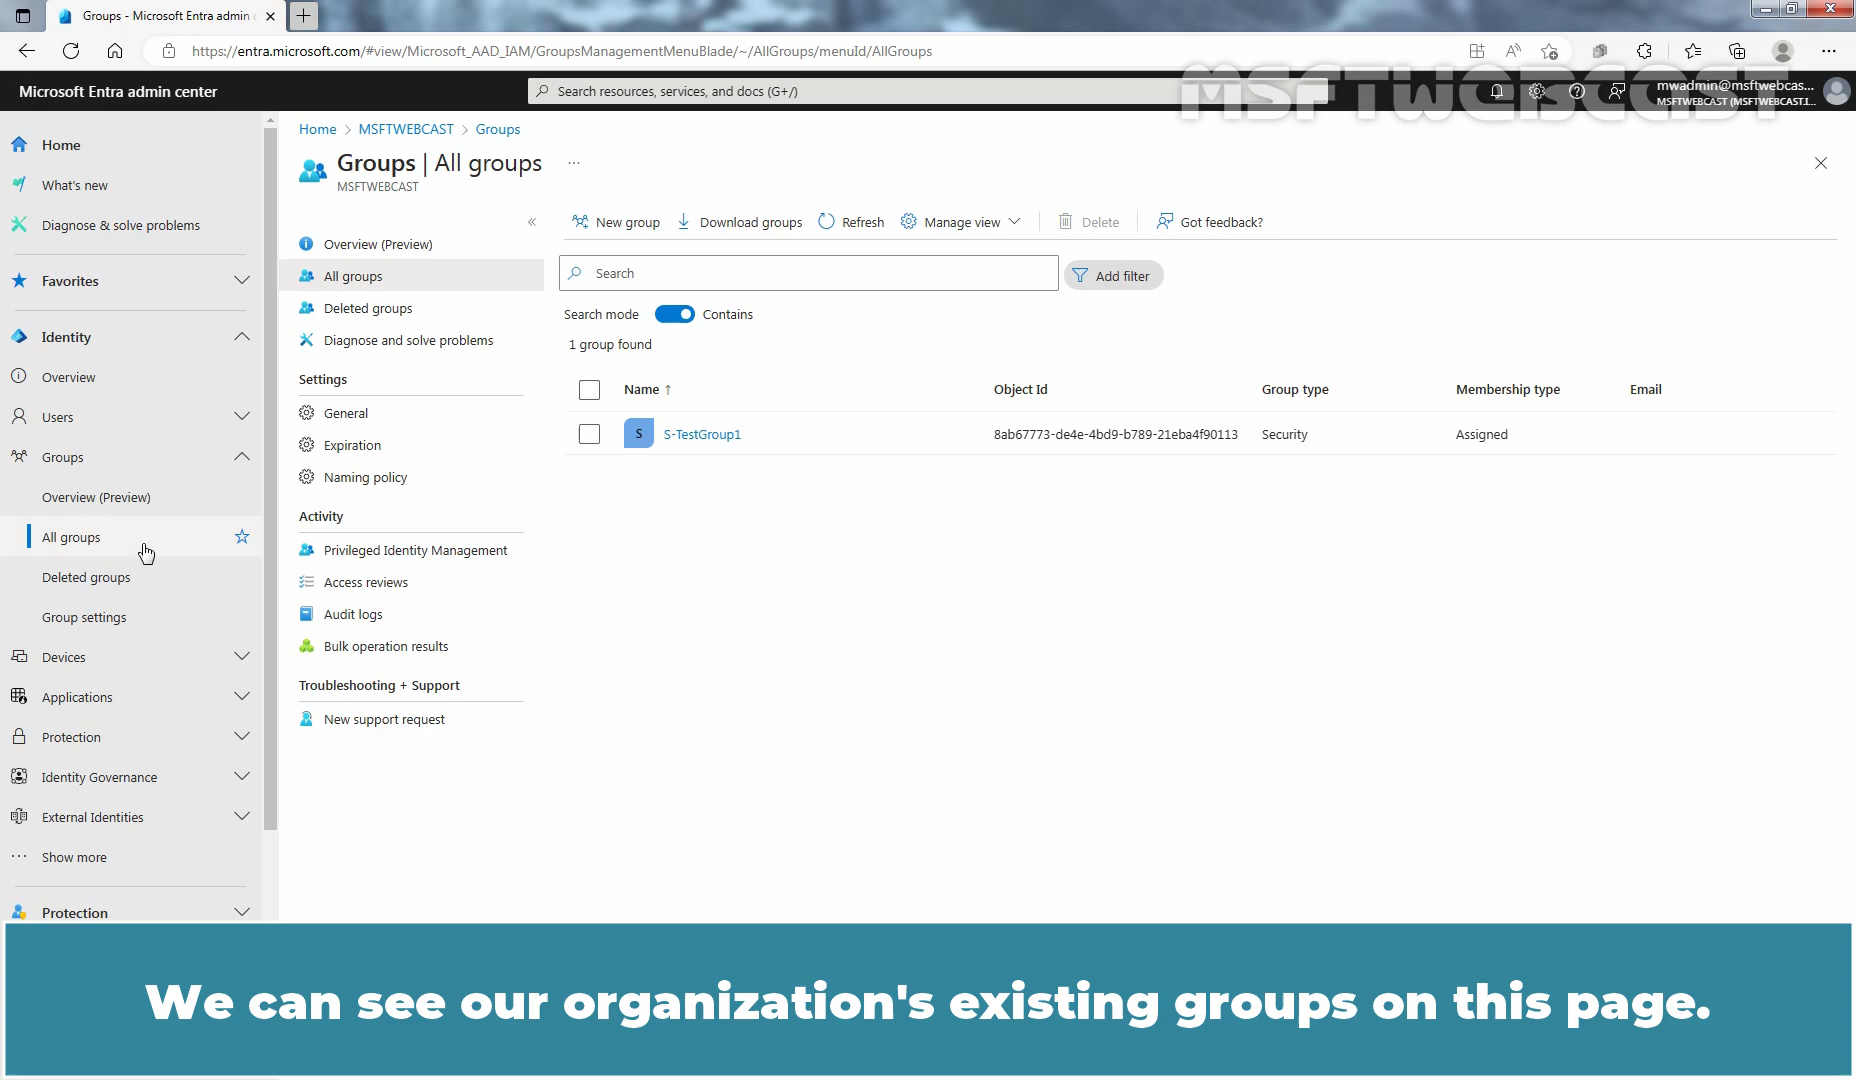 Groups - Microsoft Entra admin c
https://entra.microsoft.com/#view/Microsoft_AAD_IAM/GroupsManagementMenuBlade/~/AllGroups/menuId/AllGroups
Microsoft Entra admin center
Search resources, services, and docs (G+/)
MSFTWEBCAST
mwadmin@msftwebcas...
MSFTWEBCAST (MSFTWEBCAST.I...
Home
What's new
Diagnose & solve problems
Favorites
Identity
Overview
Users
Groups
Overview (Preview)
All groups
Deleted groups
Group settings
Devices
Applications
Protection
Identity Governance
External Identities
Show more
Protection
Home > MSFTWEBCAST > Groups
Groups | All groups
MSFTWEBCAST
Overview (Preview)
All groups
Deleted groups
Diagnose and solve problems
Settings
General
Expiration
Naming policy
Activity
Privileged Identity Management
Access reviews
Audit logs
Bulk operation results
Troubleshooting + Support
New support request
New group Download groups Refresh Manage view Delete Got feedback?
Search
Add filter
Search mode Contains
1 group found
Name ↑ Object Id Group type Membership type Email
S S-TestGroup1 8ab67773-de4e-4bd9-b789-21eba4f90113 Security Assigned
We can see our organization's existing groups on this page.